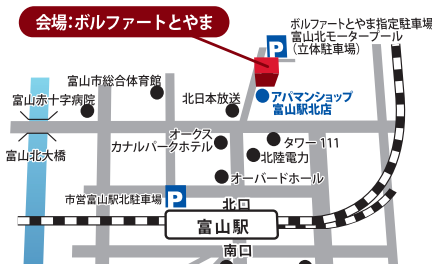 会場：ボルファートとやま
P
ボルファートとやま指定駐車場
富山北モータープール
（立体駐車場）
富山市総合体育館
富山赤十字病院
北日本放送
アパマンショップ
富山駅北店
オークス
カナルパークホテル
タワー111
北陸電力
富山北大橋
オーバードホール
市営富山駅北駐車場
P
北口
富山駅
南口